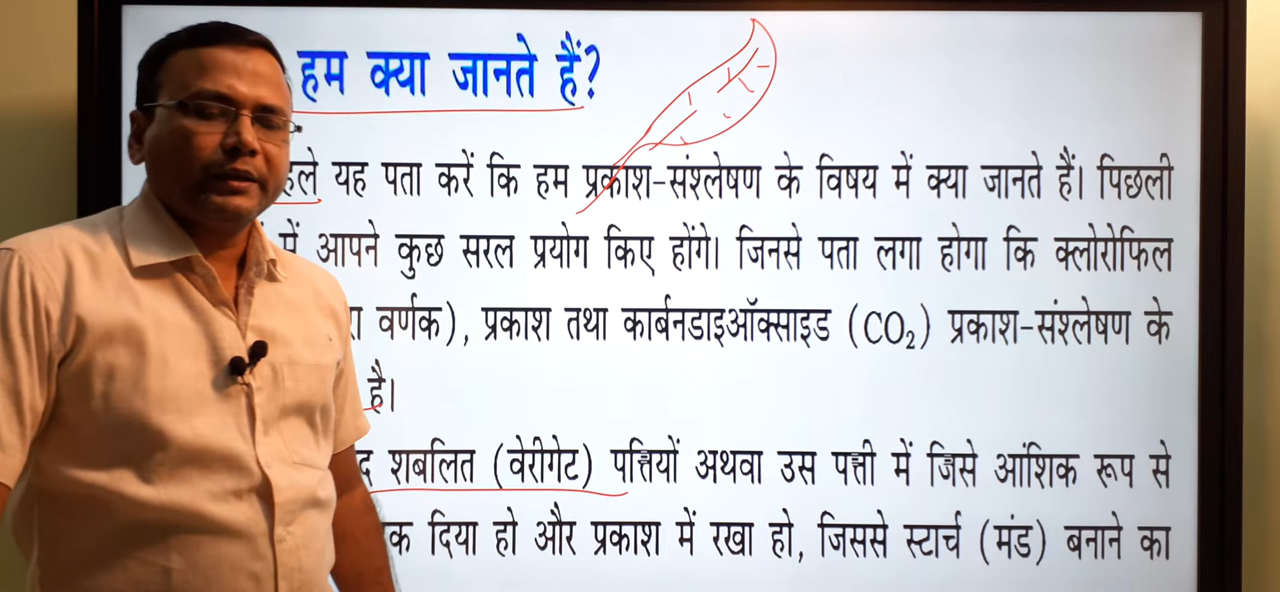 हम क्या जानते हैं?
यह पता करें कि हम प्रकाश-संश्लेषण के विषय में क्या जानते हैं। पिछली
में आपने कुछ सरल प्रयोग किए होंगे। जिनसे पता लगा होगा कि क्लोरोफिल
वर्णक), प्रकाश तथा कार्बनडाइऑक्साइड (CO₂) प्रकाश-संश्लेषण के
है।
शबलित (वेरीगेट) पत्तियों अथवा उस पत्ती में जिसे आंशिक रूप से
दिया हो और प्रकाश में रखा हो, जिससे स्टार्च (मंड) बनाने का